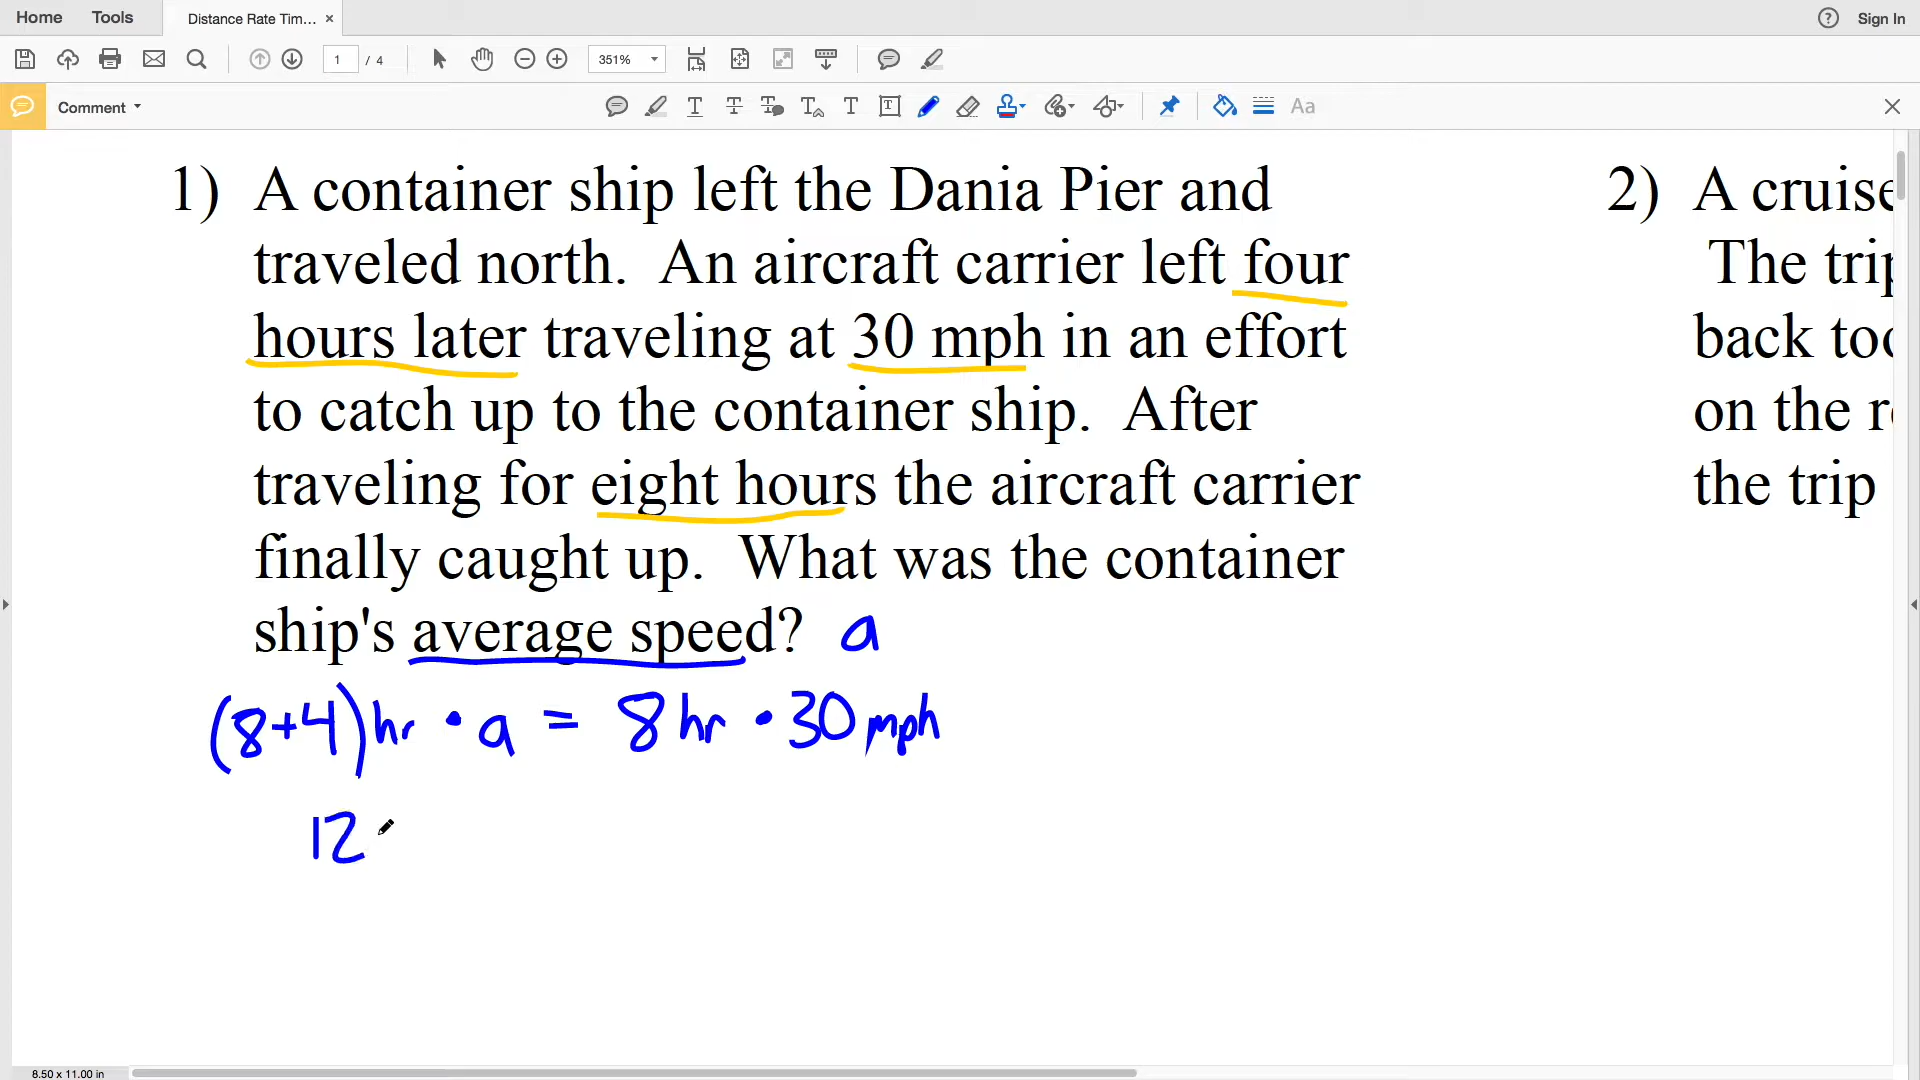 Home Tools Distance Rate Tim... × Sign In
1 / 4 351%
Comment Aa
1) A container ship left the Dania Pier and
traveled north. An aircraft carrier left four
hours later traveling at 30 mph in an effort
to catch up to the container ship. After
traveling for eight hours the aircraft carrier
finally caught up. What was the container
ship's average speed? a
(8+4)hr • a = 8 hr • 30 mph
12
2) A cruise
The trip
back too
on the re
the trip
8.50 x 11.00 in